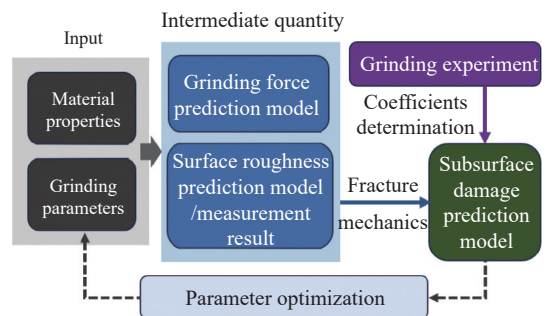 Intermediate quantity
Input
Material
properties
Grinding
parameters
Grinding force
prediction model
Surface roughness
prediction model
/measurement
result
Grinding experiment
Coefficients
determination
Fracture
mechanics
Subsurface
damage
prediction
model
Parameter optimization